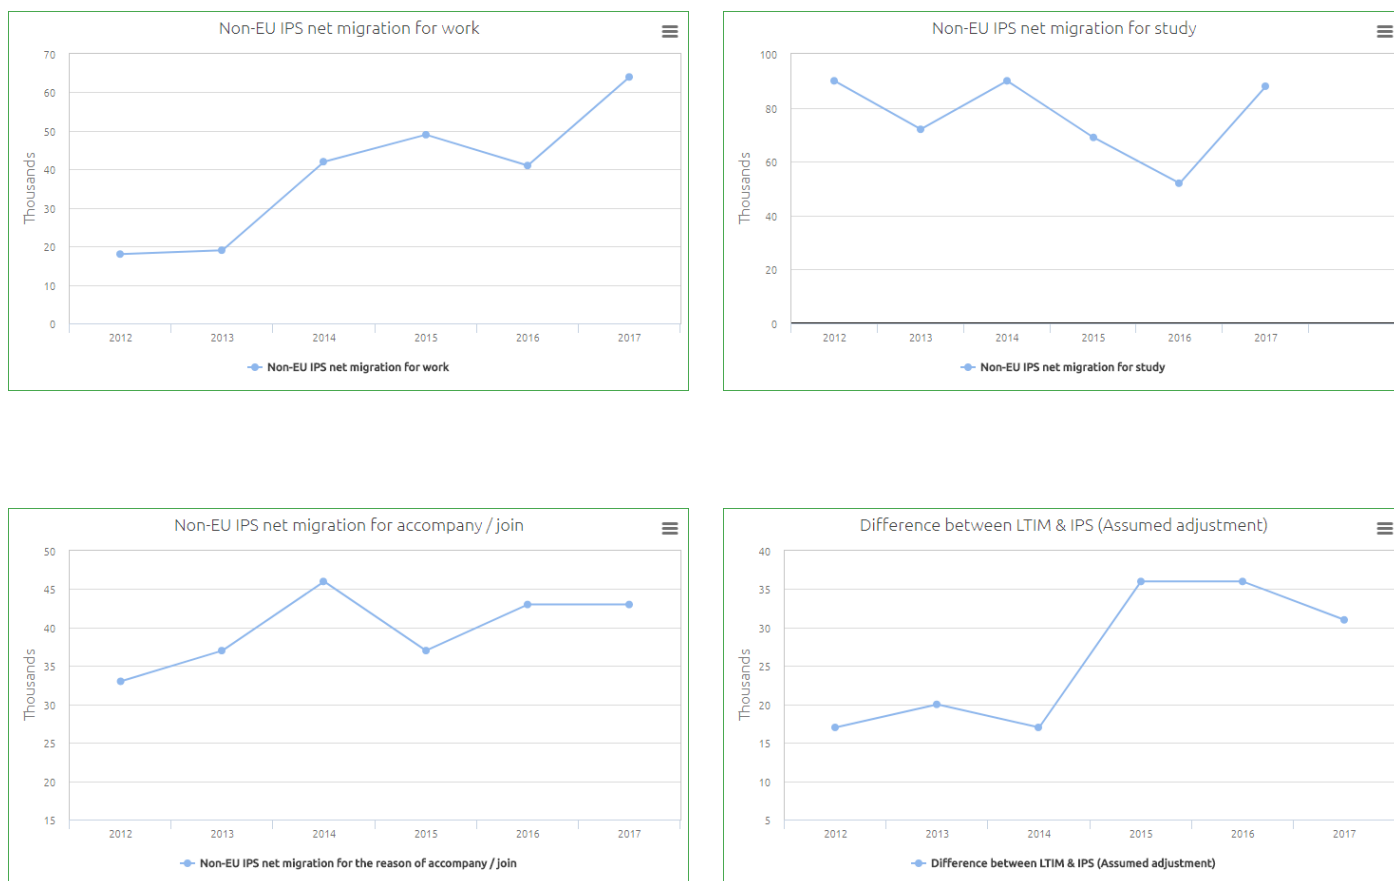 Non-EU IPS net migration for work
70
60
50
40
30
20
10
0
Thousands
2012 2013 2014 2015 2016 2017
Non-EU IPS net migration for work
Non-EU IPS net migration for study
100
80
60
40
20
0
Thousands
2012 2013 2014 2015 2016 2017
Non-EU IPS net migration for study
Non-EU IPS net migration for accompany / join
50
45
40
35
30
25
20
15
Thousands
2012 2013 2014 2015 2016 2017
Non-EU IPS net migration for the reason of accompany / join
Difference between LTIM & IPS (Assumed adjustment)
40
35
30
25
20
15
10
5
Thousands
2012 2013 2014 2015 2016 2017
Difference between LTIM & IPS (Assumed adjustment)